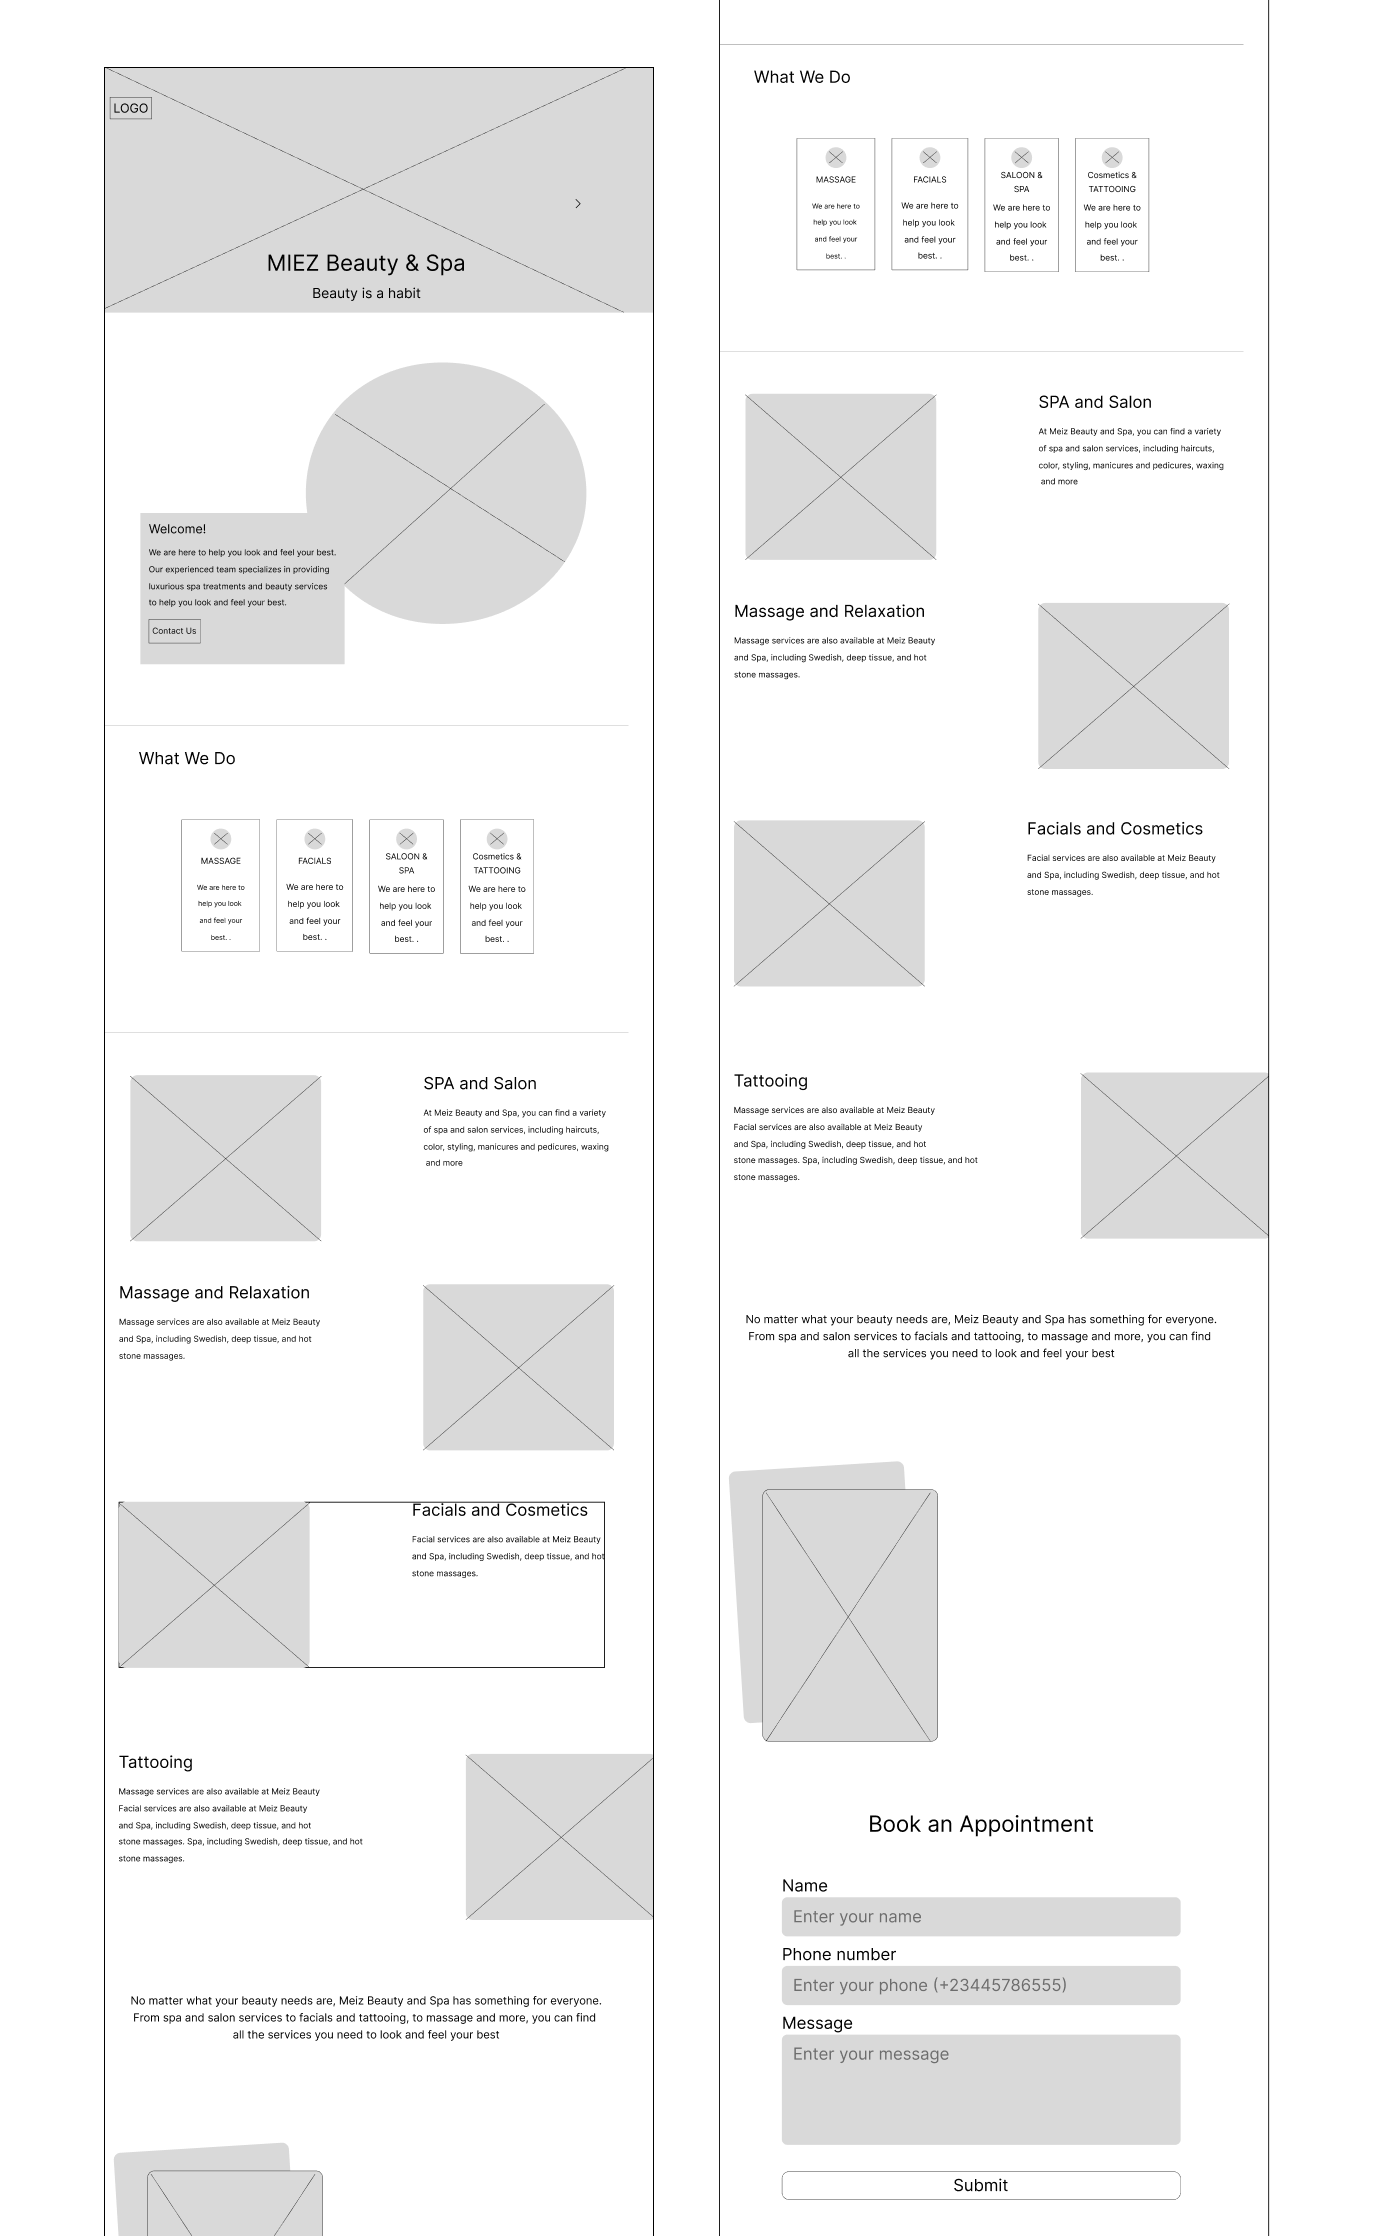 LOGO
MIEZ Beauty & Spa
Beauty is a habit
Welcome!
We are here to help you look and feel your best.
Our experienced team specializes in providing
luxurious spa treatments and beauty services
to help you look and feel your best.
Contact Us
What We Do
MASSAGE
We are here to
help you look
and feel your
best. .
FACIALS
We are here to
help you look
and feel your
best. .
SALOON &
SPA
We are here to
help you look
and feel your
best. .
Cosmetics &
TATTOOING
We are here to
help you look
and feel your
best. .
SPA and Salon
At Meiz Beauty and Spa, you can find a variety
of spa and salon services, including haircuts,
color, styling, manicures and pedicures, waxing
and more
Massage and Relaxation
Massage services are also available at Meiz Beauty
and Spa, including Swedish, deep tissue, and hot
stone massages.
Facials and Cosmetics
Facial services are also available at Meiz Beauty
and Spa, including Swedish, deep tissue, and hot
stone massages.
Tattooing
Massage services are also available at Meiz Beauty
Facial services are also available at Meiz Beauty
and Spa, including Swedish, deep tissue, and hot
stone massages. Spa, including Swedish, deep tissue, and hot
stone massages.
No matter what your beauty needs are, Meiz Beauty and Spa has something for everyone.
From spa and salon services to facials and tattooing, to massage and more, you can find
all the services you need to look and feel your best
What We Do
MASSAGE
We are here to
help you look
and feel your
best. .
FACIALS
We are here to
help you look
and feel your
best. .
SALOON &
SPA
We are here to
help you look
and feel your
best. .
Cosmetics &
TATTOOING
We are here to
help you look
and feel your
best. .
SPA and Salon
At Meiz Beauty and Spa, you can find a variety
of spa and salon services, including haircuts,
color, styling, manicures and pedicures, waxing
and more
Massage and Relaxation
Massage services are also available at Meiz Beauty
and Spa, including Swedish, deep tissue, and hot
stone massages.
Facials and Cosmetics
Facial services are also available at Meiz Beauty
and Spa, including Swedish, deep tissue, and hot
stone massages.
Tattooing
Massage services are also available at Meiz Beauty
Facial services are also available at Meiz Beauty
and Spa, including Swedish, deep tissue, and hot
stone massages. Spa, including Swedish, deep tissue, and hot
stone massages.
No matter what your beauty needs are, Meiz Beauty and Spa has something for everyone.
From spa and salon services to facials and tattooing, to massage and more, you can find
all the services you need to look and feel your best
Book an Appointment
Name
Enter your name
Phone number
Enter your phone (+23445786555)
Message
Enter your message
Submit